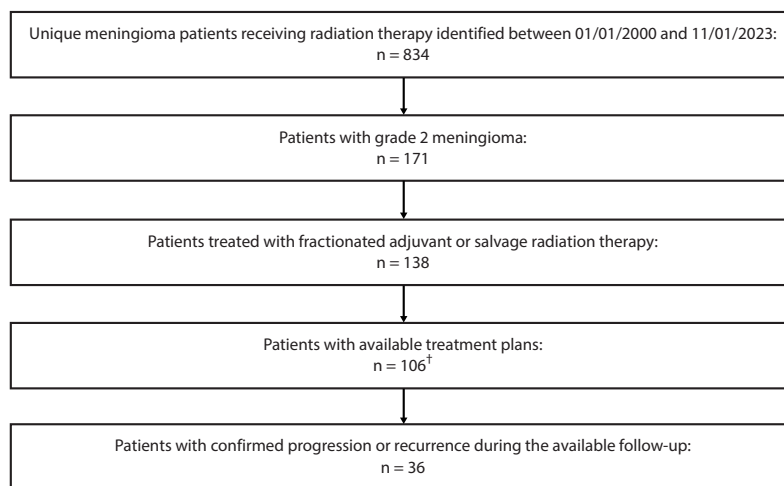 Unique meningioma patients receiving radiation therapy identified between 01/01/2000 and 11/01/2023:
n = 834
Patients with grade 2 meningioma:
n = 171
Patients treated with fractionated adjuvant or salvage radiation therapy:
n = 138
Patients with available treatment plans:
n = 106†
Patients with confirmed progression or recurrence during the available follow-up:
n = 36